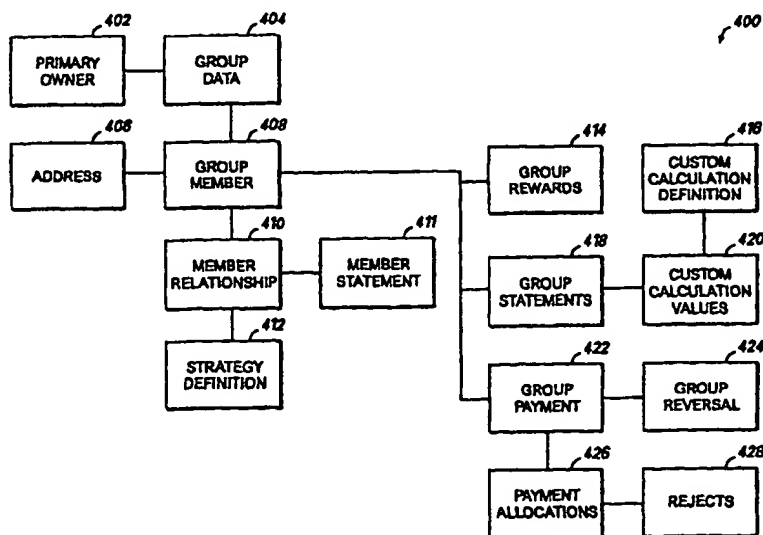 402
404
400
PRIMARY
OWNER
GROUP
DATA
406
408
414
416
ADDRESS
GROUP
MEMBER
GROUP
REWARDS
CUSTOM
CALCULATION
DEFINITION
410
411
418
420
MEMBER
RELATIONSHIP
MEMBER
STATEMENT
GROUP
STATEMENTS
CUSTOM
CALCULATION
VALUES
412
422
424
STRATEGY
DEFINITION
GROUP
PAYMENT
GROUP
REVERSAL
426
428
PAYMENT
ALLOCATIONS
REJECTS